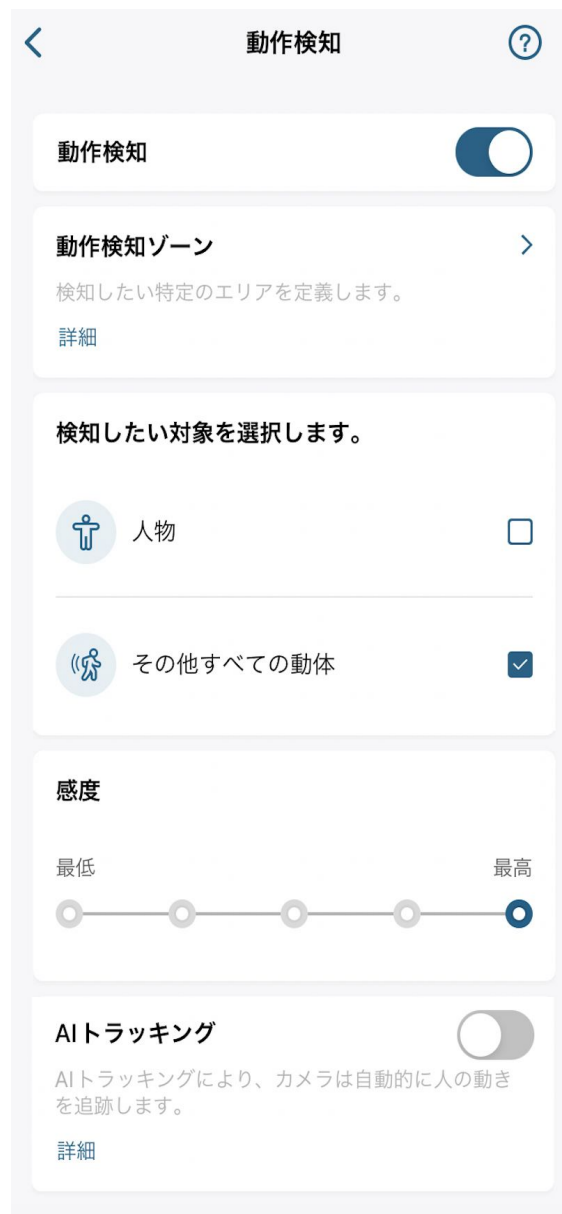 動作検知
動作検知
動作検知ゾーン
検知したい特定のエリアを定義します。
詳細
検知したい対象を選択します。
人物
その他すべての動体
感度
最低
最高
AIトラッキング
AIトラッキングにより、カメラは自動的に人の動き
を追跡します。
詳細